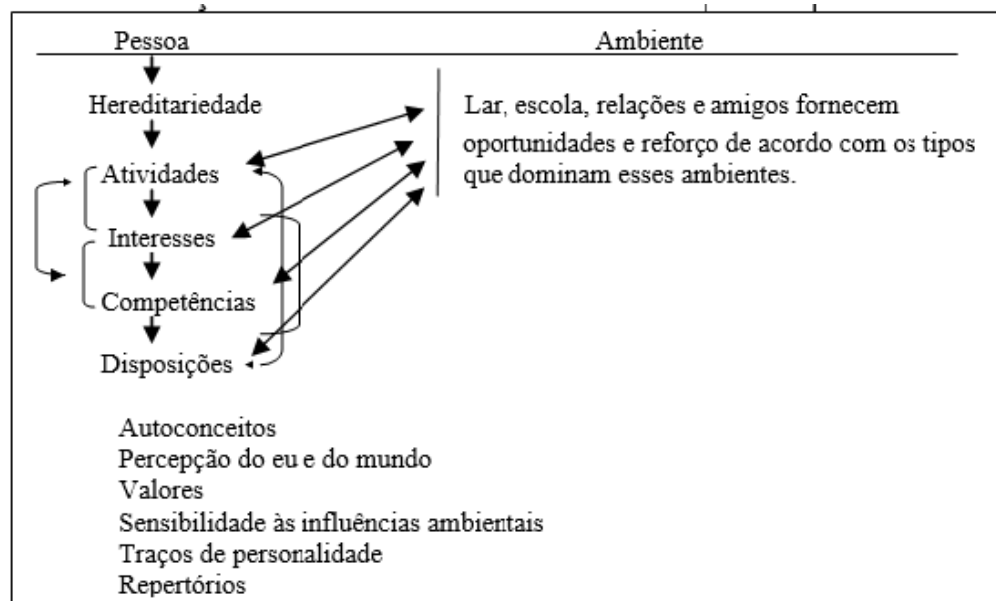 Pessoa Ambiente
Hereditariedade
Lar, escola, relações e amigos fornecem
oportunidades e reforço de acordo com os tipos
que dominam esses ambientes.
Atividades
Interesses
Competências
Disposições
Autoconceitos
Percepção do eu e do mundo
Valores
Sensibilidade às influências ambientais
Traços de personalidade
Repertórios